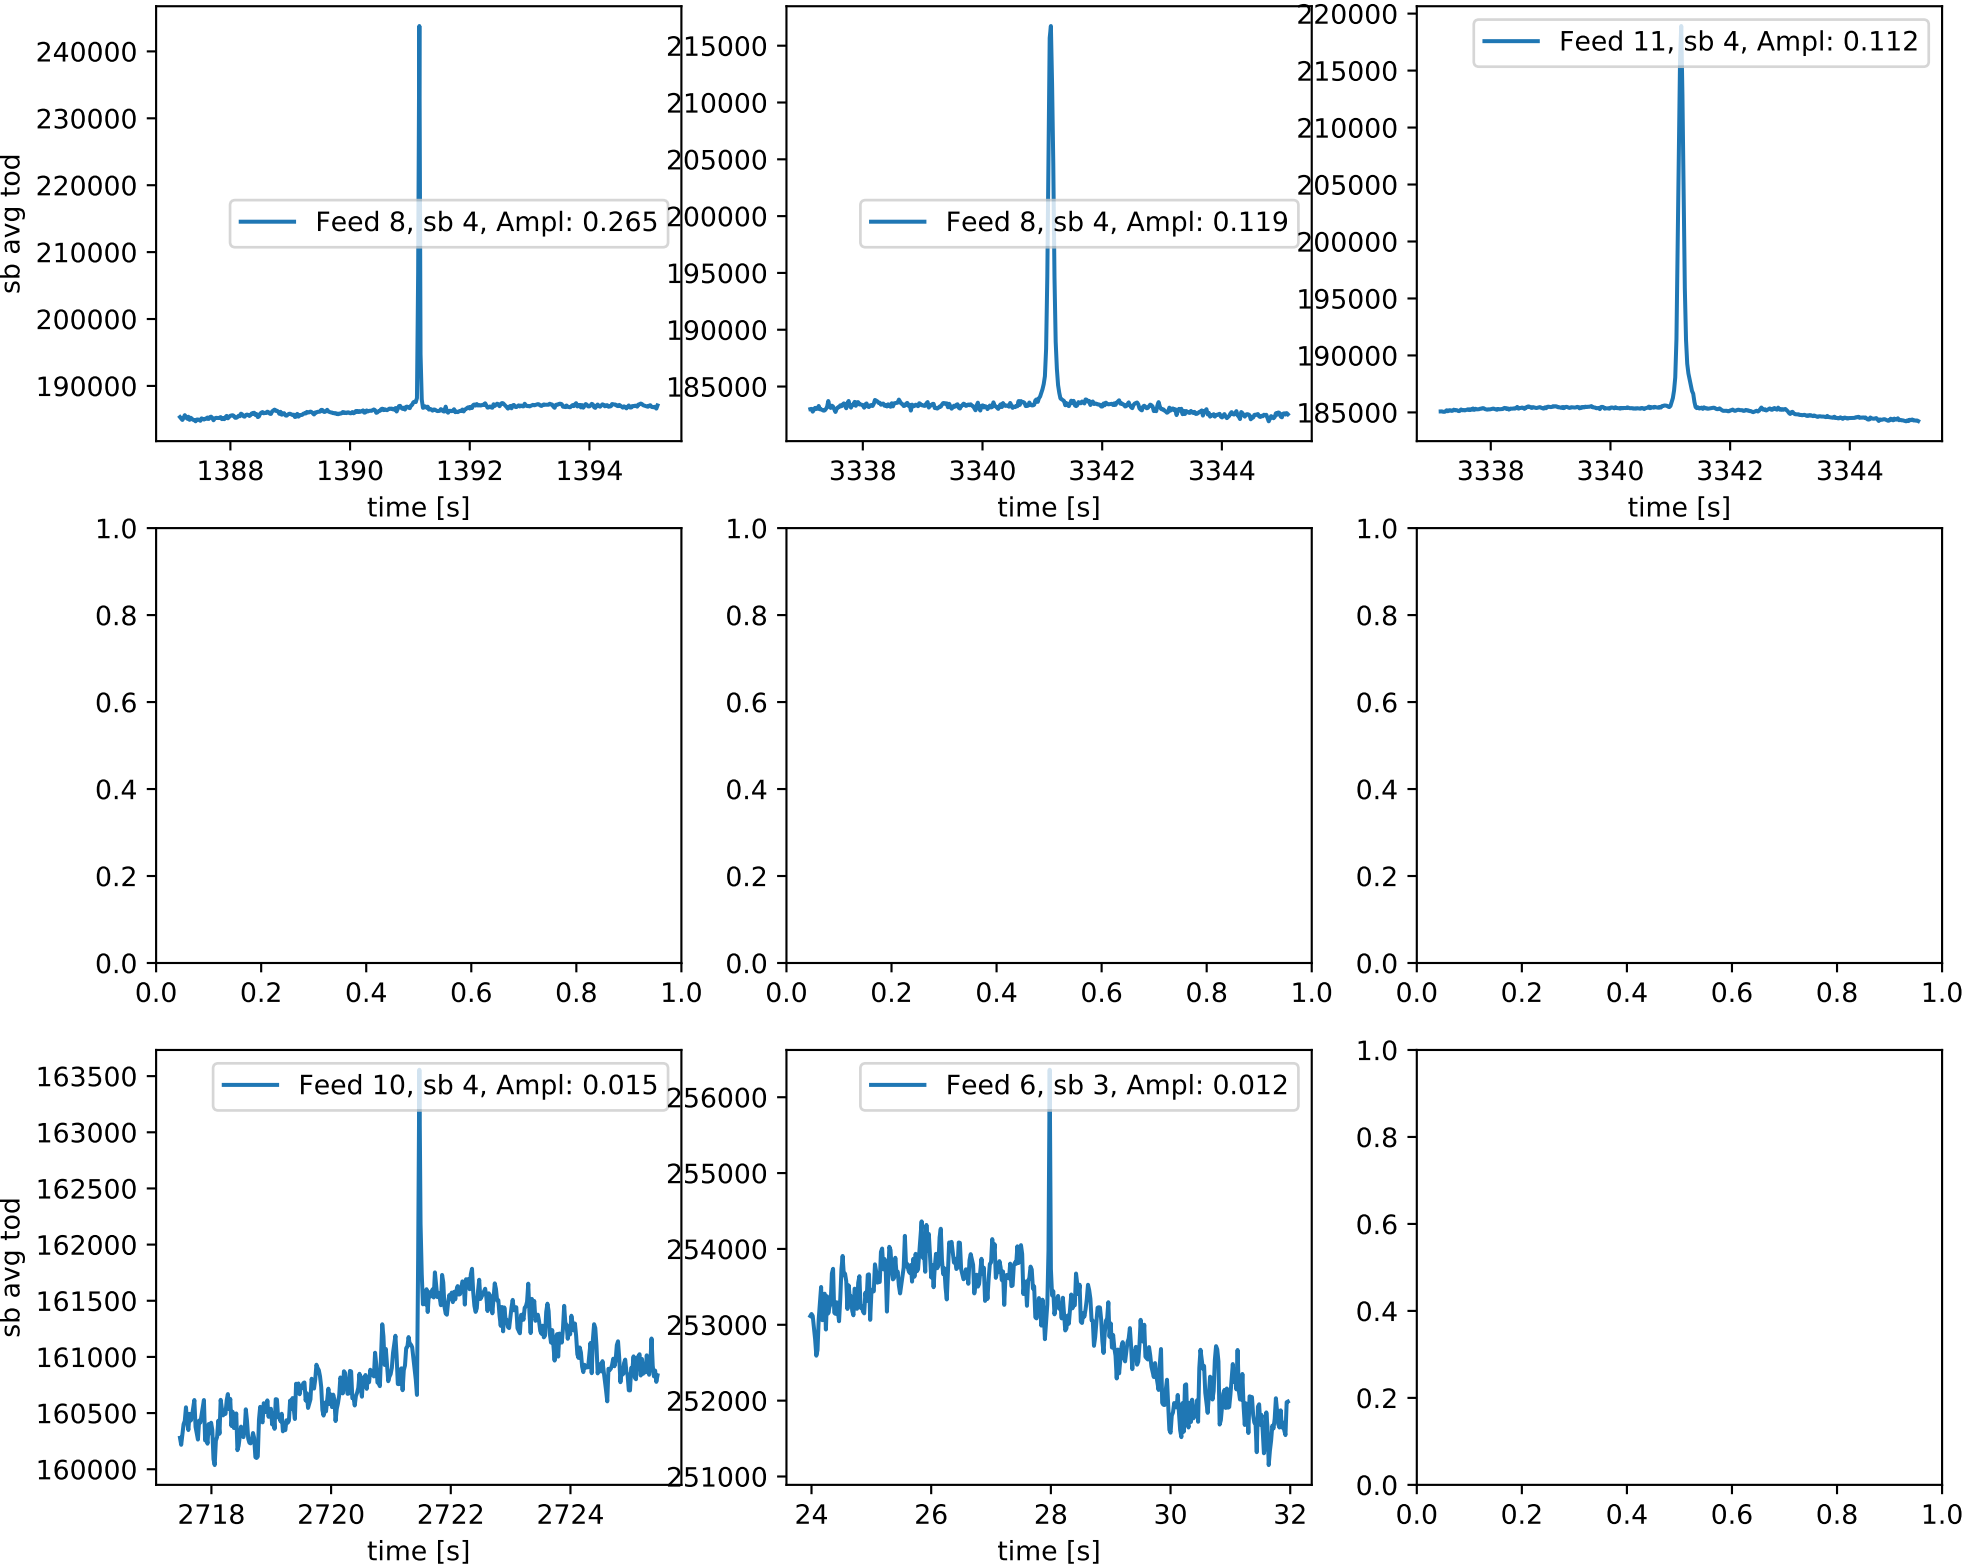 240000
230000
220000
210000
200000
190000
sb avg tod
Feed 8, sb 4, Ampl: 0.265
1388 1390 1392 1394
time [s]
215000
210000
205000
200000
195000
190000
185000
Feed 8, sb 4, Ampl: 0.119
3338 3340 3342 3344
time [s]
220000
215000
210000
205000
200000
195000
190000
185000
Feed 11, sb 4, Ampl: 0.112
3338 3340 3342 3344
time [s]
1.0
0.8
0.6
0.4
0.2
0.0
0.0 0.2 0.4 0.6 0.8 1.0
1.0
0.8
0.6
0.4
0.2
0.0
0.0 0.2 0.4 0.6 0.8 1.0
1.0
0.8
0.6
0.4
0.2
0.0
0.0 0.2 0.4 0.6 0.8 1.0
163500
163000
162500
162000
161500
161000
160500
160000
sb avg tod
Feed 10, sb 4, Ampl: 0.015
2718 2720 2722 2724
time [s]
256000
255000
254000
253000
252000
251000
Feed 6, sb 3, Ampl: 0.012
24 26 28 30 32
time [s]
1.0
0.8
0.6
0.4
0.2
0.0
0.0 0.2 0.4 0.6 0.8 1.0